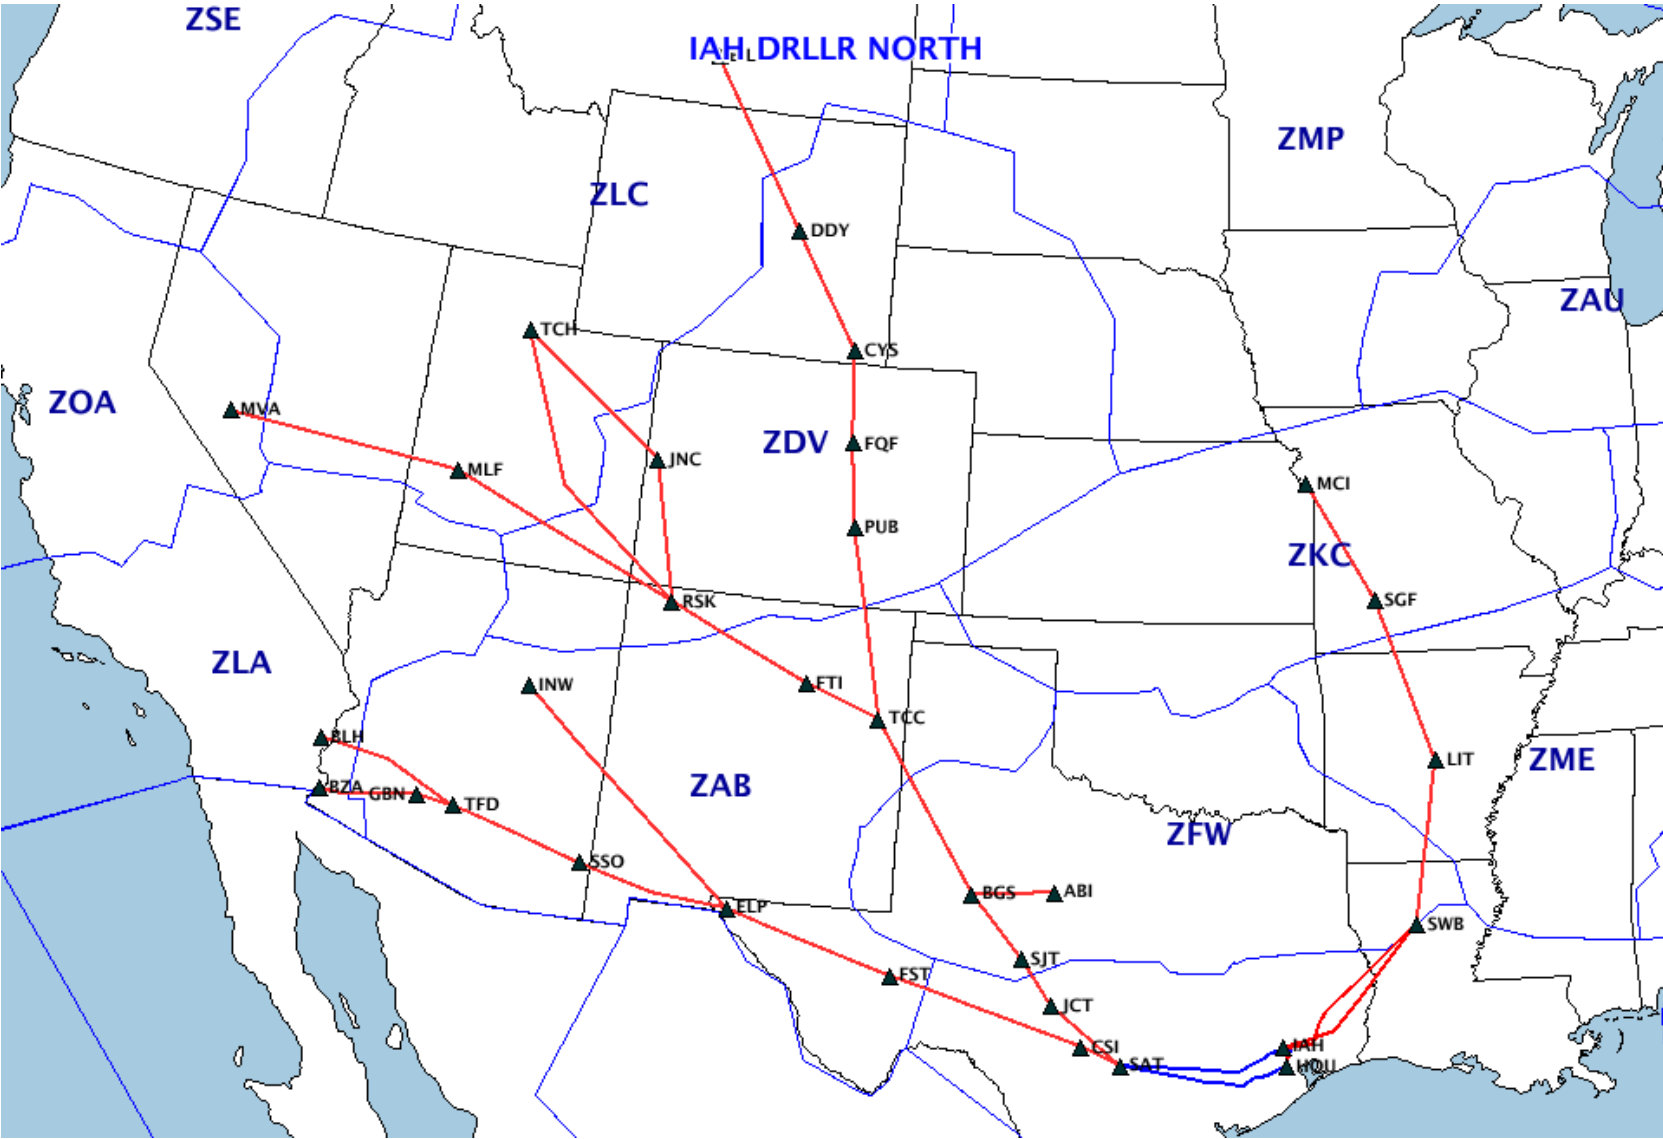 ZSE
IAH DRLLR NORTH
ZMP
ZLC
DDY
ZAU
TCH
CYS
ZOA
MVA
ZDV
FQF
JNC
MLF
MCI
PUB
ZKC
RSK
SGF
ZLA
INW
FTI
TCC
BLH
LIT
ZME
BZA
GBN
ZAB
TFD
ZFW
SSO
BGS
ABI
ELP
SWB
SJT
FST
JCT
CSI
IAH
SAT
HOU